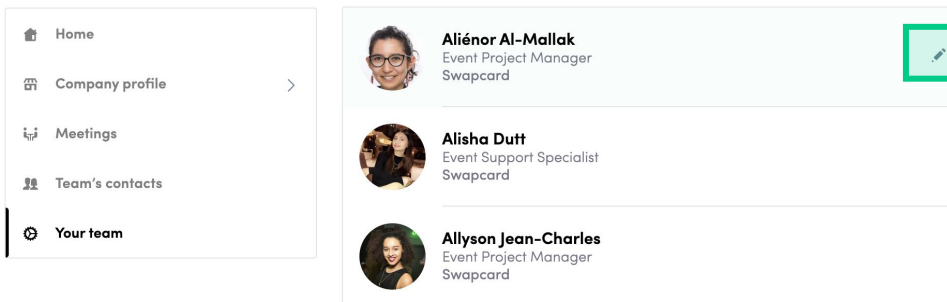 Home
Company profile
Meetings
Team's contacts
Your team
Aliénor Al-Mallak
Event Project Manager
Swapcard
Alisha Dutt
Event Support Specialist
Swapcard
Allyson Jean-Charles
Event Project Manager
Swapcard